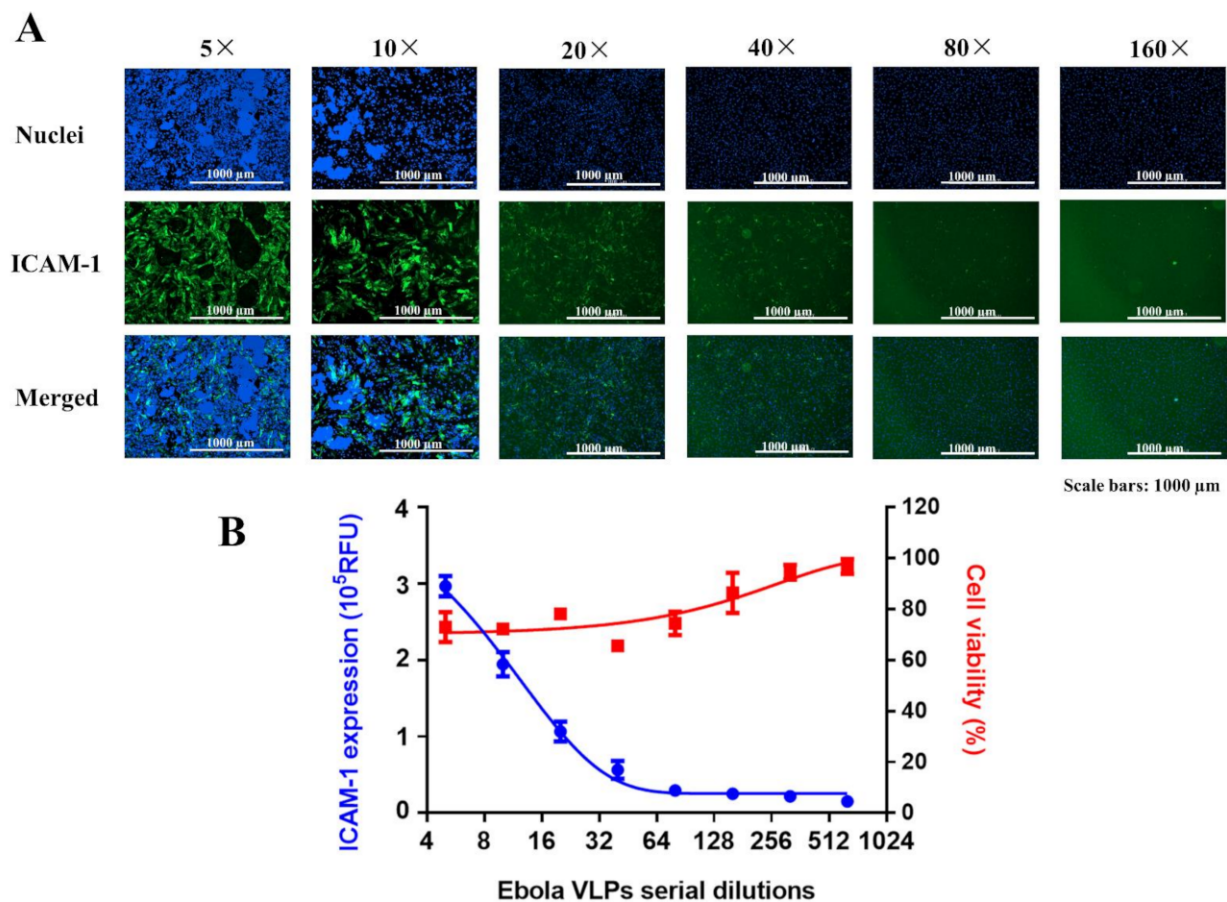 A
5× 10× 20× 40× 80× 160×
Nuclei
1000 µm 1000 µm 1000 µm 1000 µm 1000 µm 1000 µm
ICAM-1
1000 µm 1000 µm 1000 µm 1000 µm 1000 µm 1000 µm
Merged
1000 µm 1000 µm 1000 µm 1000 µm 1000 µm 1000 µm
Scale bars: 1000 µm
B
ICAM-1 expression (10⁵RFU)
4
3
2
1
0
120
100
80
60
40
20
0
Cell viability (%)
4 8 16 32 64 128 256 512 1024
Ebola VLPs serial dilutions